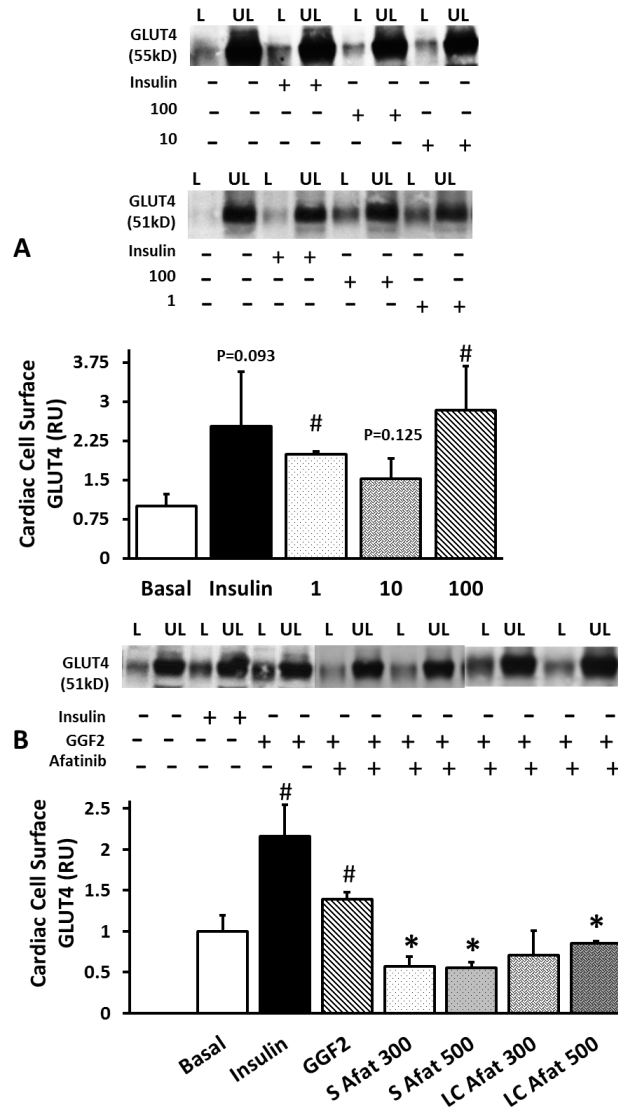 L UL L UL L UL L UL
GLUT4
(55kD)
Insulin − − + + − − − −
100 − − − − + + − −
10 − − − − − − + +
L UL L UL L UL L UL
GLUT4
(51kD)
A
Insulin − − + + − − − −
100 − − − − + + − −
1 − − − − − − + +
Cardiac Cell Surface
GLUT4 (RU)
3.75
3
2.25
1.5
0.75
0
P=0.093
#
P=0.125
#
Basal Insulin 1 10 100
L UL L UL L UL L UL L UL L UL L UL
GLUT4
(51kD)
B
Insulin − − + + − − − − − − − − − −
GGF2 − − − − + + + + + + + + + +
Afatinib − − − − − − + + + + + + + +
Cardiac Cell Surface
GLUT4 (RU)
2.5
2
1.5
1
0.5
0
#
#
*
*
*
Basal
Insulin
GGF2
S Afat 300
S Afat 500
LC Afat 300
LC Afat 500